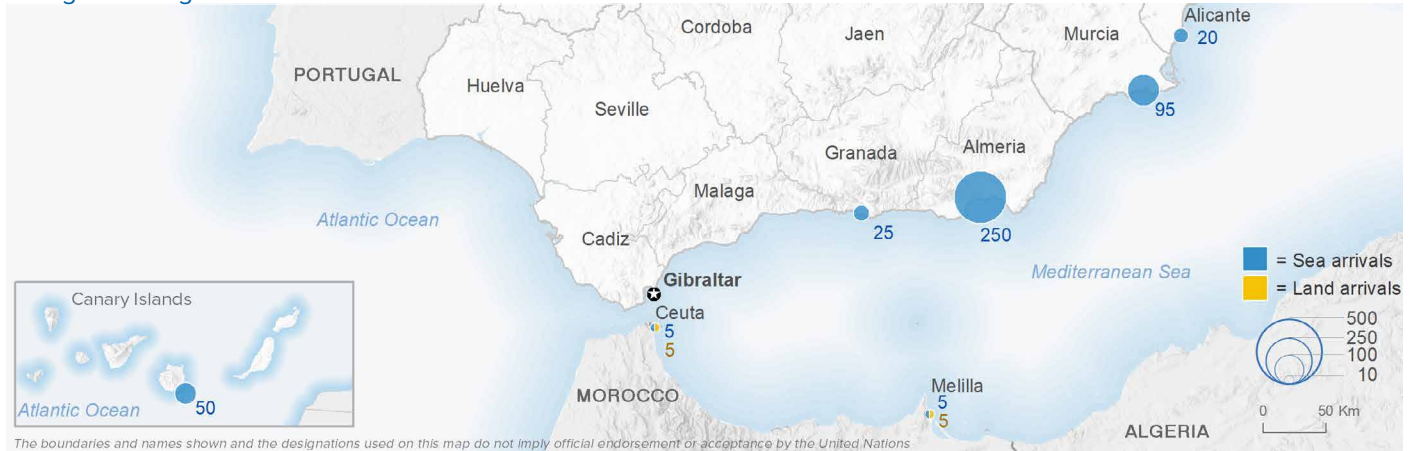 Alicante
20
Cordoba
Jaen
Murcia
PORTUGAL
Huelva
95
Seville
Granada
Almeria
Malaga
Atlantic Ocean
25
250
Cadiz
Mediterranean Sea
= Sea arrivals
= Land arrivals
Gibraltar
Ceuta
5
5
500
250
100
10
0 50 Km
Canary Islands
Atlantic Ocean
50
MOROCCO
Melilla
5
5
ALGERIA
The boundaries and names shown and the designations used on this map do not imply official endorsement or acceptance by the United Nations